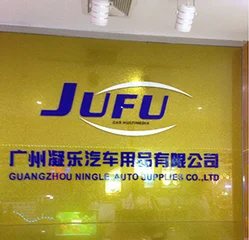 JUFU
CAR MULTIMEDIA
广州凝乐汽车用品有限公司
GUANGZHOU NINGLE AUTO SUPPLIES CO.,LTD